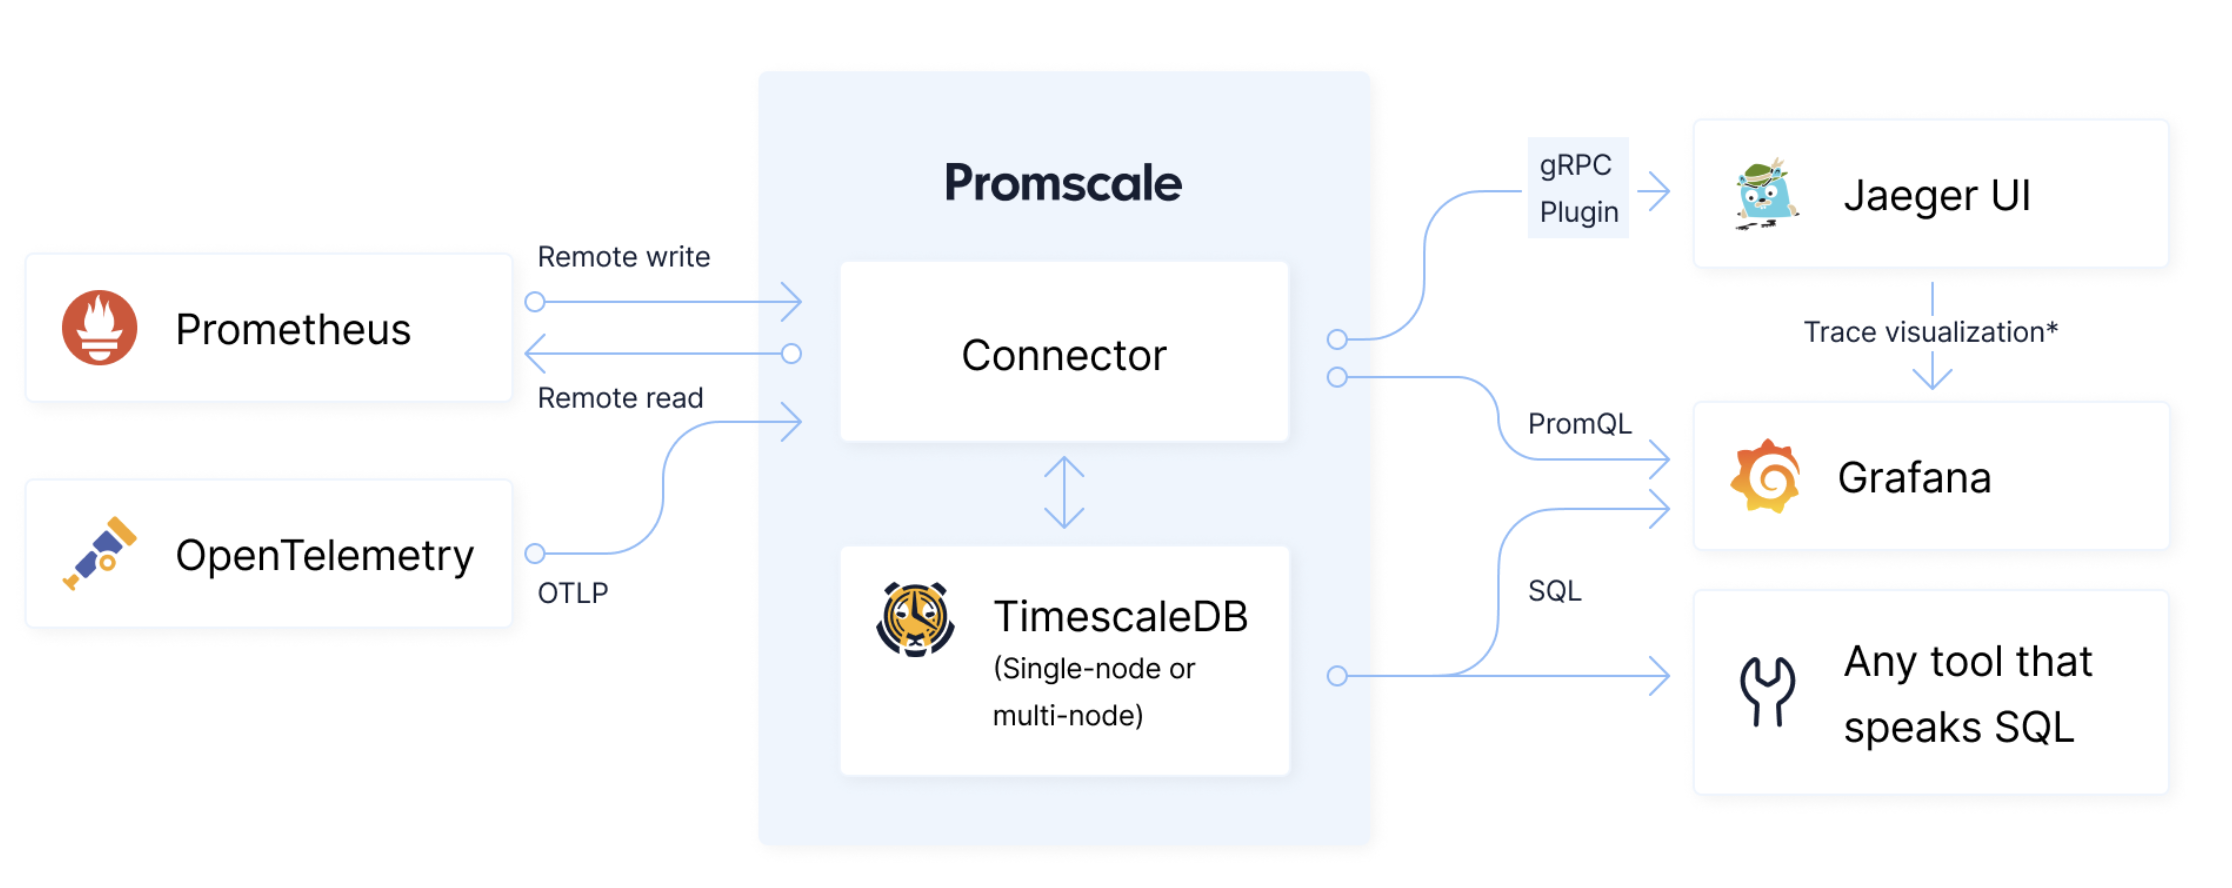 Promscale
Prometheus
Remote write
Remote read
OpenTelemetry
OTLP
Connector
TimescaleDB
(Single-node or
multi-node)
gRPC
Plugin
Jaeger UI
Trace visualization*
PromQL
Grafana
SQL
Any tool that
speaks SQL